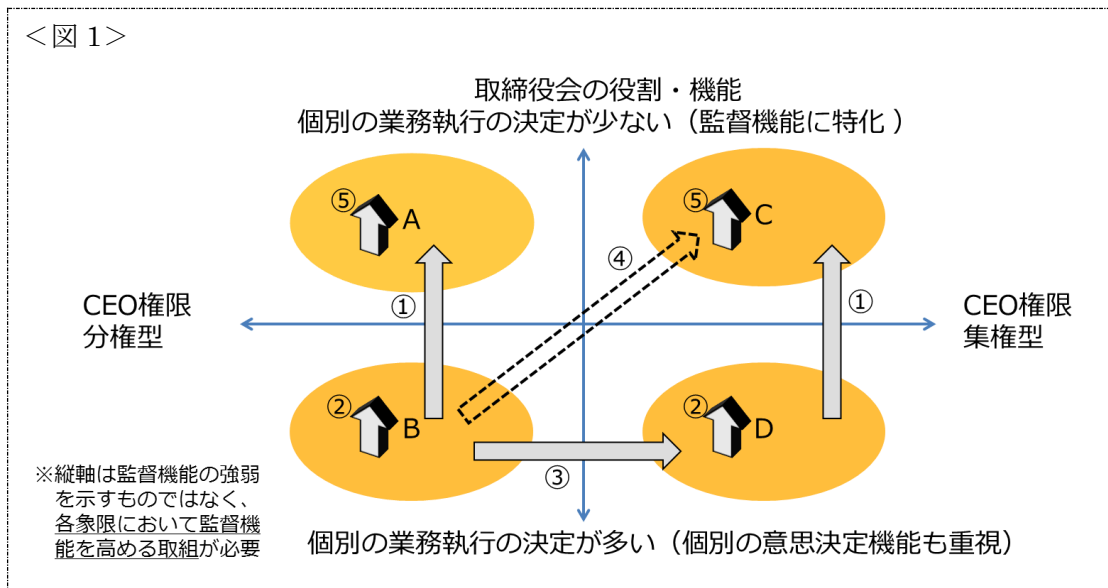 <図 1>
取締役会の役割・機能
個別の業務執行の決定が少ない（監督機能に特化 ）
⑤
A
⑤
C
④
CEO権限
分権型
①
①
CEO権限
集権型
②
B
②
D
③
※縦軸は監督機能の強弱
を示すものではなく、
各象限において監督機
能を高める取組が必要
個別の業務執行の決定が多い（個別の意思決定機能も重視）